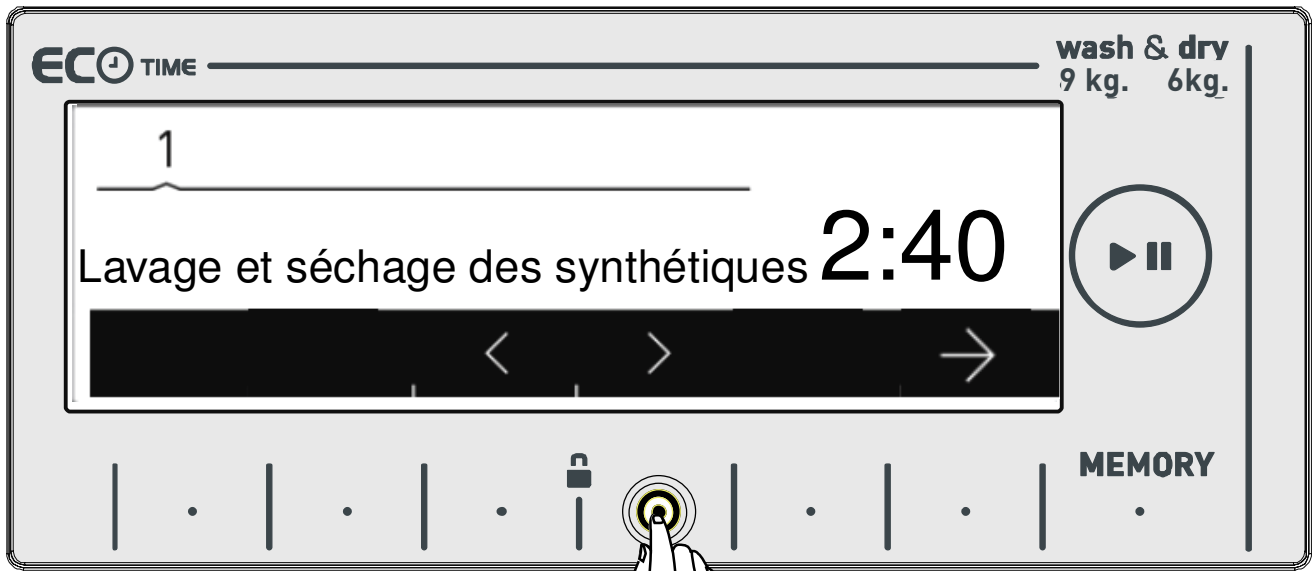 ECO TIME
wash & dry
9 kg. 6kg.
1
Lavage et séchage des synthétiques 2:40
MEMORY